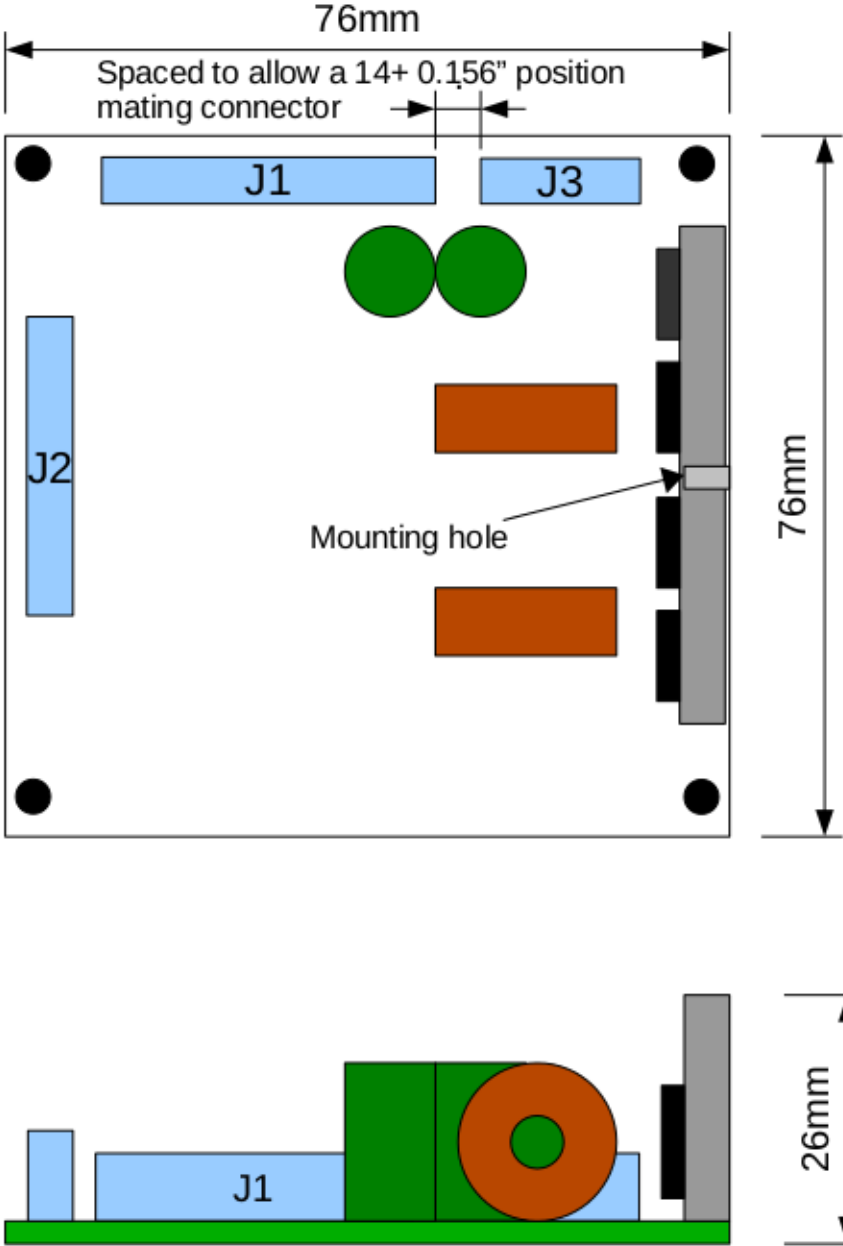 76mm
Spaced to allow a 14+ 0.156” position
mating connector
J1
J3
J2
76mm
Mounting hole
J1
26mm